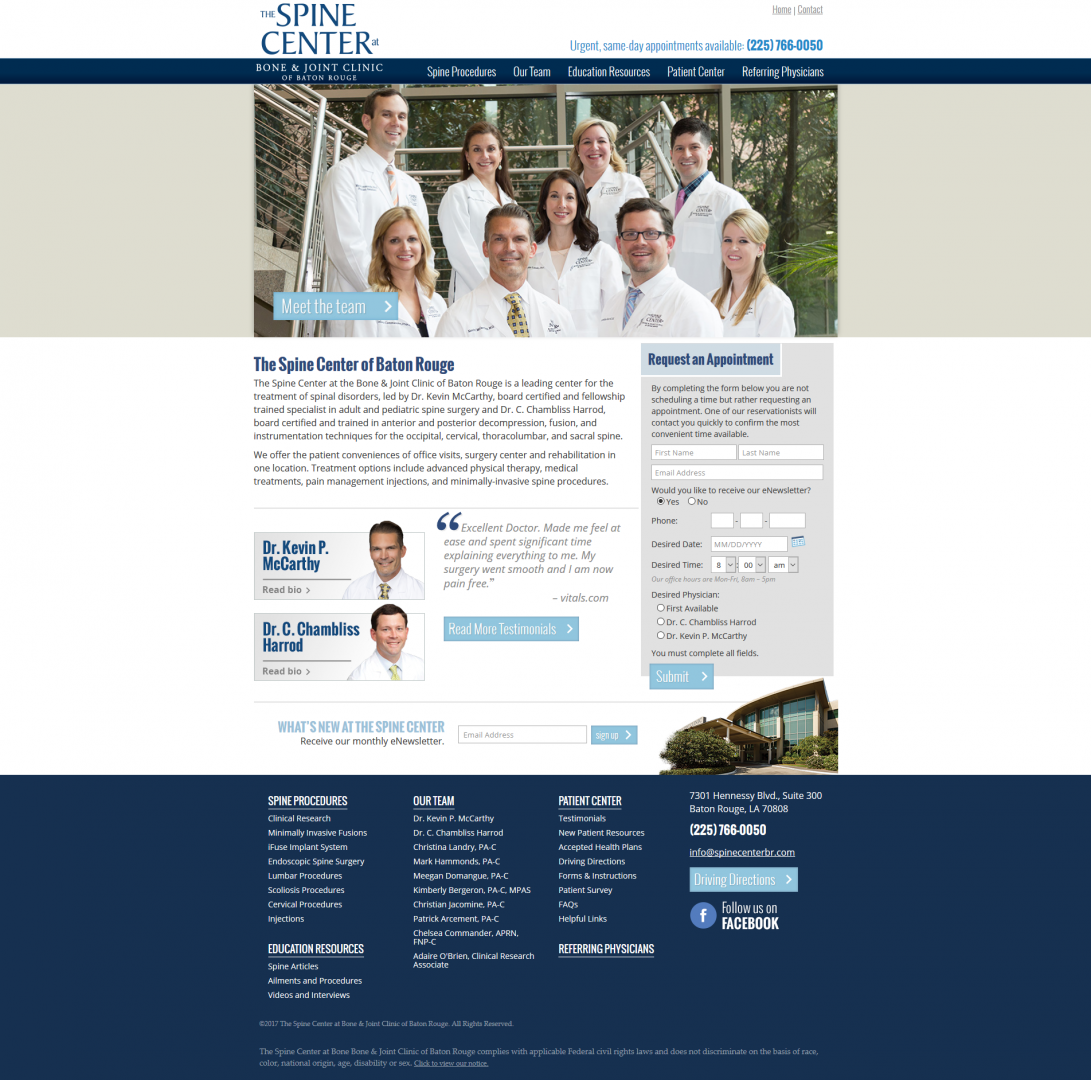 THE SPINE
CENTER at
BONE & JOINT CLINIC
OF BATON ROUGE
Home | Contact
Urgent, same-day appointments available: (225) 766-0050
Spine Procedures Our Team Education Resources Patient Center Referring Physicians
SPINE
CENTER
SPINE
CENTER
SPINE
CENTER
Meet the team
The Spine Center of Baton Rouge
The Spine Center at the Bone & Joint Clinic of Baton Rouge is a leading center for the
treatment of spinal disorders, led by Dr. Kevin McCarthy, board certified and fellowship
trained specialist in adult and pediatric spine surgery and Dr. C. Chambliss Harrod,
board certified and trained in anterior and posterior decompression, fusion, and
instrumentation techniques for the occipital, cervical, thoracolumbar, and sacral spine.
We offer the patient conveniences of office visits, surgery center and rehabilitation in
one location. Treatment options include advanced physical therapy, medical
treatments, pain management injections, and minimally-invasive spine procedures.
Dr. Kevin P.
McCarthy
Read bio
Dr. C. Chambliss
Harrod
Read bio
“Excellent Doctor. Made me feel at
ease and spent significant time
explaining everything to me. My
surgery went smooth and I am now
pain free.”
– vitals.com
Read More Testimonials
Request an Appointment
By completing the form below you are not
scheduling a time but rather requesting an
appointment. One of our reservationists will
contact you quickly to confirm the most
convenient time available.
First Name Last Name
Email Address
Would you like to receive our eNewsletter?
Yes No
Phone: - -
Desired Date: MM/DD/YYYY
Desired Time: 8 : 00 am
Our office hours are Mon-Fri, 8am – 5pm
Desired Physician:
First Available
Dr. C. Chambliss Harrod
Dr. Kevin P. McCarthy
You must complete all fields.
Submit
WHAT'S NEW AT THE SPINE CENTER
Receive our monthly eNewsletter.
Email Address
sign up
SPINE PROCEDURES
Clinical Research
Minimally Invasive Fusions
iFuse Implant System
Endoscopic Spine Surgery
Lumbar Procedures
Scoliosis Procedures
Cervical Procedures
Injections
EDUCATION RESOURCES
Spine Articles
Ailments and Procedures
Videos and Interviews
OUR TEAM
Dr. Kevin P. McCarthy
Dr. C. Chambliss Harrod
Christina Landry, PA-C
Mark Hammonds, PA-C
Meegan Domangue, PA-C
Kimberly Bergeron, PA-C, MPAS
Christian Jacomine, PA-C
Patrick Arcement, PA-C
Chelsea Commander, APRN,
FNP-C
Adaire O'Brien, Clinical Research
Associate
PATIENT CENTER
Testimonials
New Patient Resources
Accepted Health Plans
Driving Directions
Forms & Instructions
Patient Survey
FAQs
Helpful Links
REFERRING PHYSICIANS
7301 Hennessy Blvd., Suite 300
Baton Rouge, LA 70808
(225) 766-0050
info@spinecenterbr.com
Driving Directions
f
Follow us on
FACEBOOK
©2017 The Spine Center at Bone & Joint Clinic of Baton Rouge. All Rights Reserved.
The Spine Center at Bone Bone & Joint Clinic of Baton Rouge complies with applicable Federal civil rights laws and does not discriminate on the basis of race,
color, national origin, age, disability or sex. Click to view our notice.